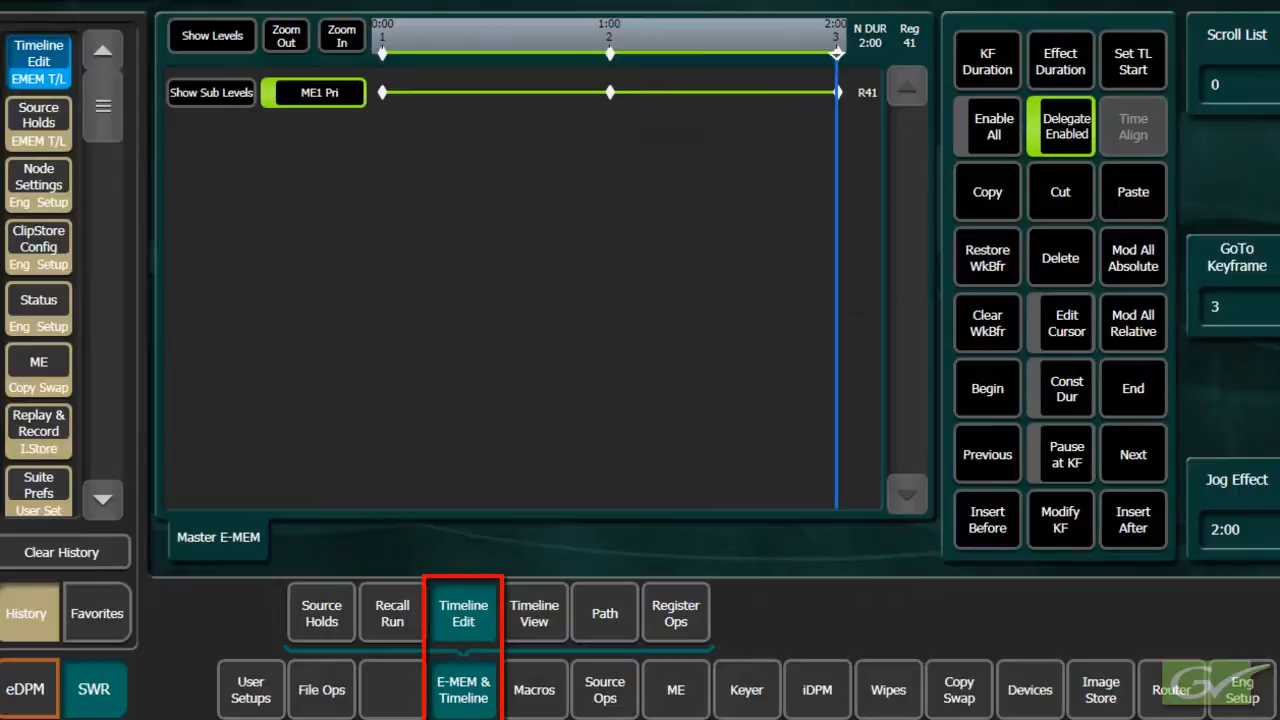 Timeline
Edit
EMEM T/L
Source
Holds
EMEM T/L
Node
Settings
Eng Setup
ClipStore
Config
Eng Setup
Status
Eng Setup
ME
Copy Swap
Replay &
Record
I.Store
Suite
Prefs
User Set
Clear History
History
Favorites
eDPM
SWR
Show Levels
Zoom
Out
Zoom
In
0:00
1:00
2:00
1
2
3
N DUR
2:00
Reg
41
Show Sub Levels
ME1 Pri
R41
Master E-MEM
KF
Duration
Effect
Duration
Set TL
Start
Enable
All
Delegate
Enabled
Time
Align
Copy
Cut
Paste
Restore
WkBfr
Delete
Mod All
Absolute
Clear
WkBfr
Edit
Cursor
Mod All
Relative
Begin
Const
Dur
End
Previous
Pause
at KF
Next
Insert
Before
Modify
KF
Insert
After
Scroll List
0
GoTo
Keyframe
3
Jog Effect
2:00
Source
Holds
Recall
Run
Timeline
Edit
Timeline
View
Path
Register
Ops
User
Setups
File Ops
E-MEM &
Timeline
Macros
Source
Ops
ME
Keyer
iDPM
Wipes
Copy
Swap
Devices
Image
Store
Router
Eng
Setup